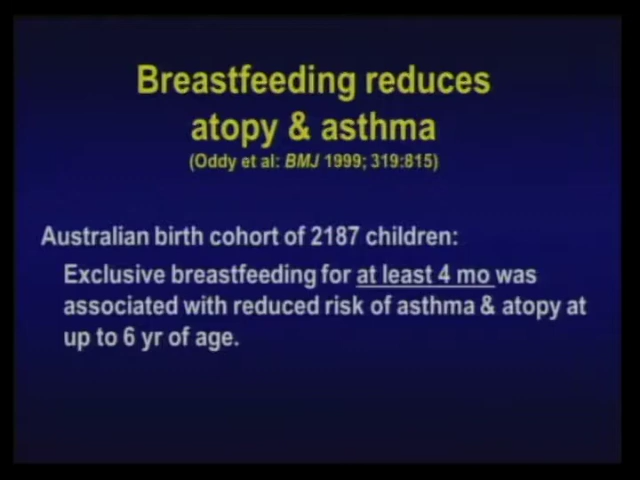 Breastfeeding reduces
atopy & asthma
(Oddy et al: BMJ 1999; 319:815)
Australian birth cohort of 2187 children:
Exclusive breastfeeding for at least 4 mo was
associated with reduced risk of asthma & atopy at
up to 6 yr of age.